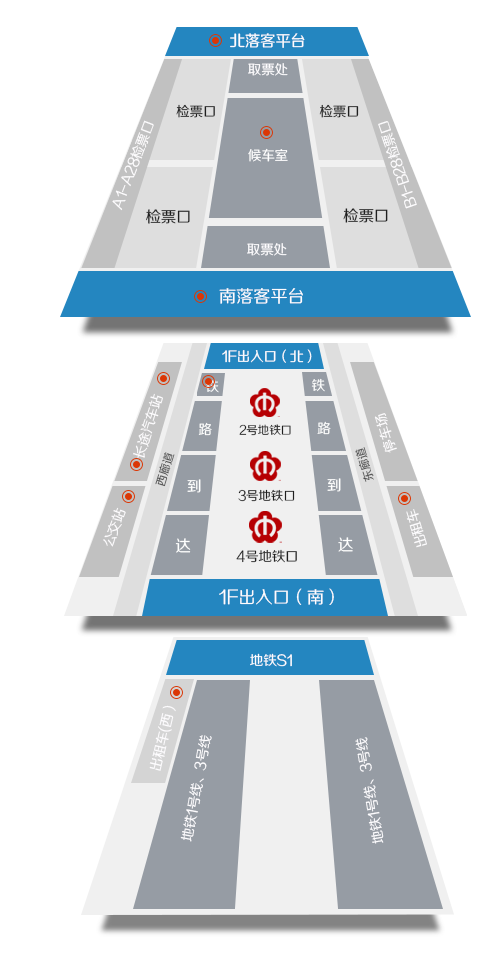 北落客平台
取票处
检票口
检票口
候车室
A1-A28检票口
B1-B28检票口
检票口
检票口
取票处
南落客平台
1F出入口（北）
铁
铁
长途汽车站
停车场
路
路
2号地铁口
西廊道
东廊道
到
到
3号地铁口
公交站
出租车
达
达
4号地铁口
1F出入口（南）
地铁S1
出租车(西）
地铁1号线、3号线
地铁1号线、3号线